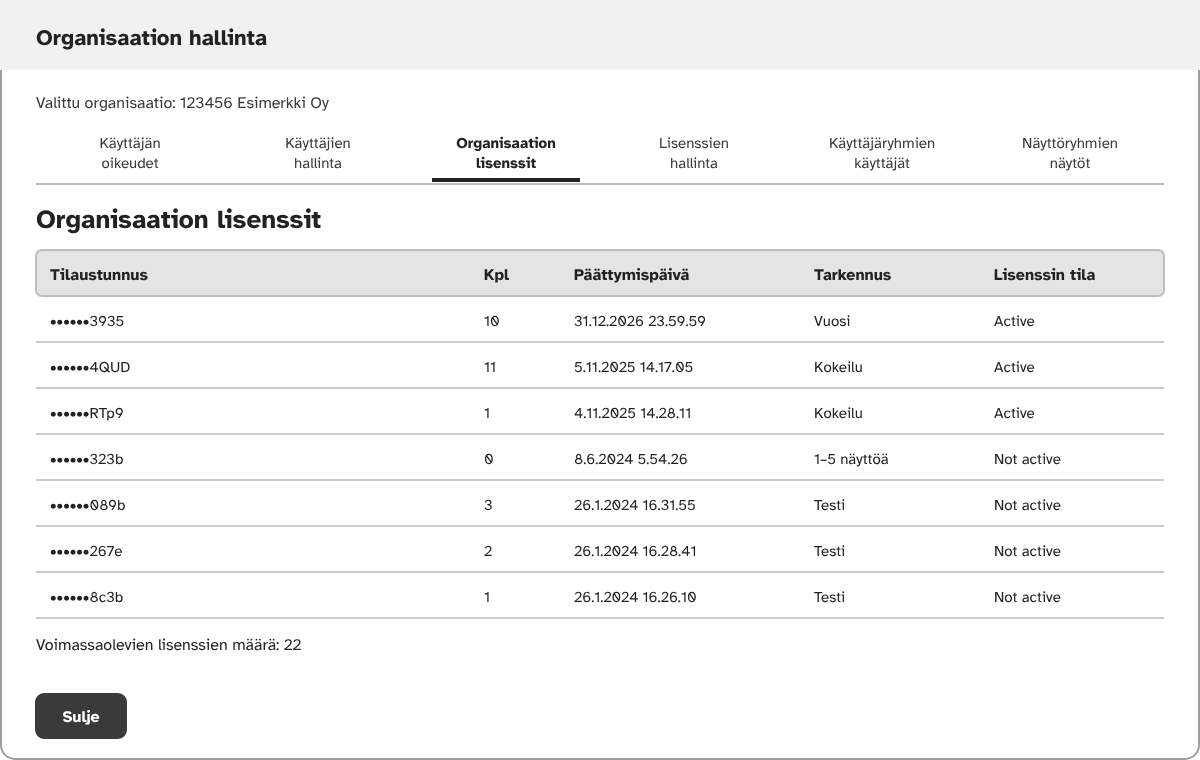 Organisaation hallinta
Valittu organisaatio: 123456 Esimerkki Oy
Käyttäjän oikeudet
Käyttäjien hallinta
Organisaation lisenssit
Lisenssien hallinta
Käyttäjäryhmien käyttäjät
Näyttöryhmien näytöt
Organisaation lisenssit
Tilaustunnus Kpl Päättymispäivä Tarkennus Lisenssin tila
••••••3935 10 31.12.2026 23.59.59 Vuosi Active
••••••4QUD 11 5.11.2025 14.17.05 Kokeilu Active
••••••RTp9 1 4.11.2025 14.28.11 Kokeilu Active
••••••323b 0 8.6.2024 5.54.26 1–5 näyttöä Not active
••••••089b 3 26.1.2024 16.31.55 Testi Not active
••••••267e 2 26.1.2024 16.28.41 Testi Not active
••••••8c3b 1 26.1.2024 16.26.10 Testi Not active
Voimassaolevien lisenssien määrä: 22
Sulje